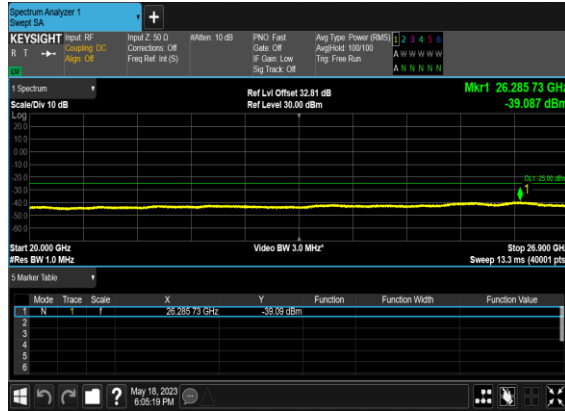 Spectrum Analyzer 1
Swept SA
+
KEYSIGHT Input: RF
R T Coupling: DC
Align: Off
Input Z: 50 Ω
Corrections: Off
Freq Ref: Int (S)
#Atten: 10 dB
PNO: Fast
Gate: Off
IF Gain: Low
Sig Track: Off
Avg Type: Power (RMS)
Avg|Hold: 100/100
Trig: Free Run
1 2 3 4 5 6
A W W W W W
A N N N N N
1 Spectrum
Scale/Div 10 dB
Ref Lvl Offset 32.81 dB
Ref Level 30.00 dBm
Mkr1 26.285 73 GHz
-39.087 dBm
Log
20.0
10.0
0.00
-10.0
-20.0
-30.0
-40.0
-50.0
-60.0
DL1 -25.00 dBm
1
Start 20.000 GHz
#Res BW 1.0 MHz
Video BW 3.0 MHz*
Stop 26.900 GHz
Sweep 13.3 ms (40001 pts
5 Marker Table
Mode Trace Scale X Y Function Function Width Function Value
1 N 1 f 26.285 73 GHz -39.09 dBm
2
3
4
5
6
?
May 18, 2023
6:05:19 PM